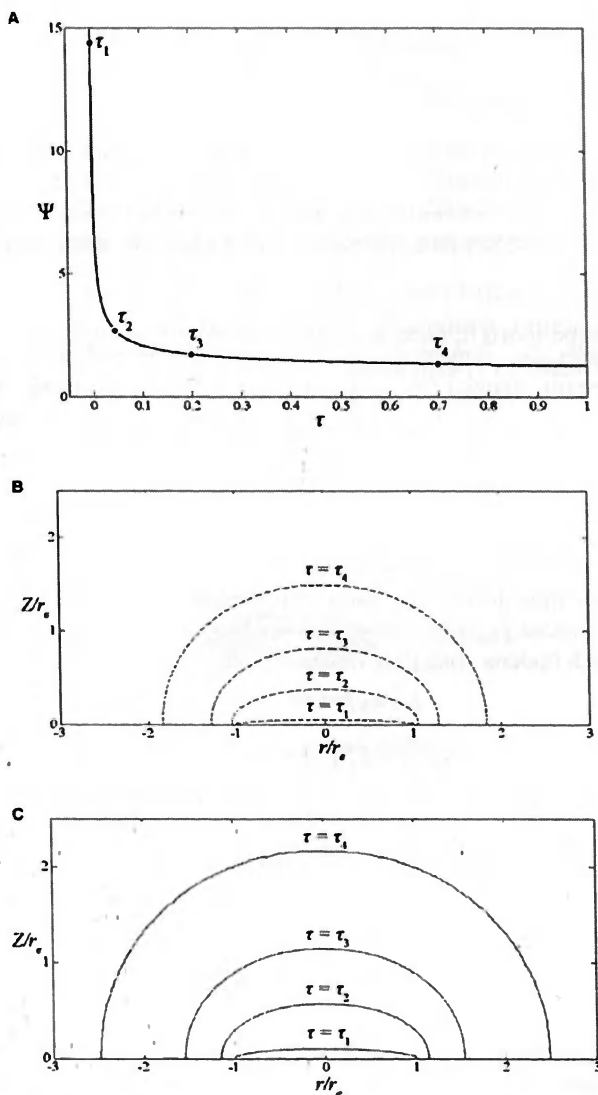 A
15
τ₁
10
Ψ
5
τ₂
τ₃
τ₄
0
0 0.1 0.2 0.3 0.4 0.5 0.6 0.7 0.8 0.9 1
τ
B
2
τ = τ₄
Z/rₑ
1
τ = τ₃
τ = τ₂
τ = τ₁
0
-3 -2 -1 0 1 2 3
r/rₑ
C
τ = τ₄
2
Z/rₑ
τ = τ₃
1
τ = τ₂
τ = τ₁
0
-3 -2 -1 0 1 2 3
r/rₑ